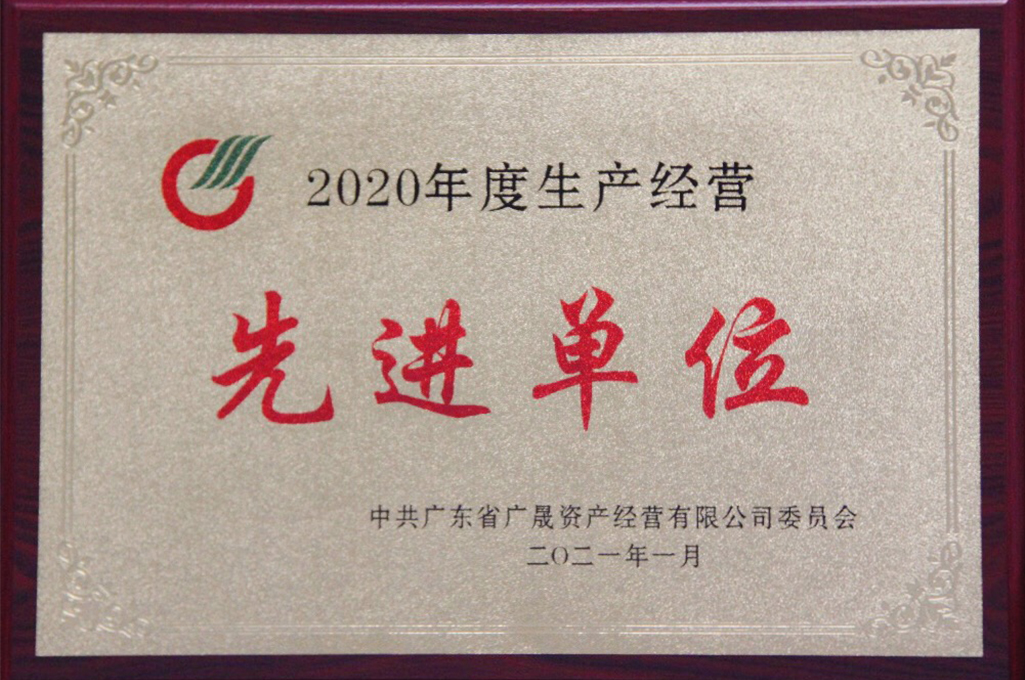 2020年度生产经营
先进单位
中共广东省广晟资产经营有限公司委员会
二〇二一年一月